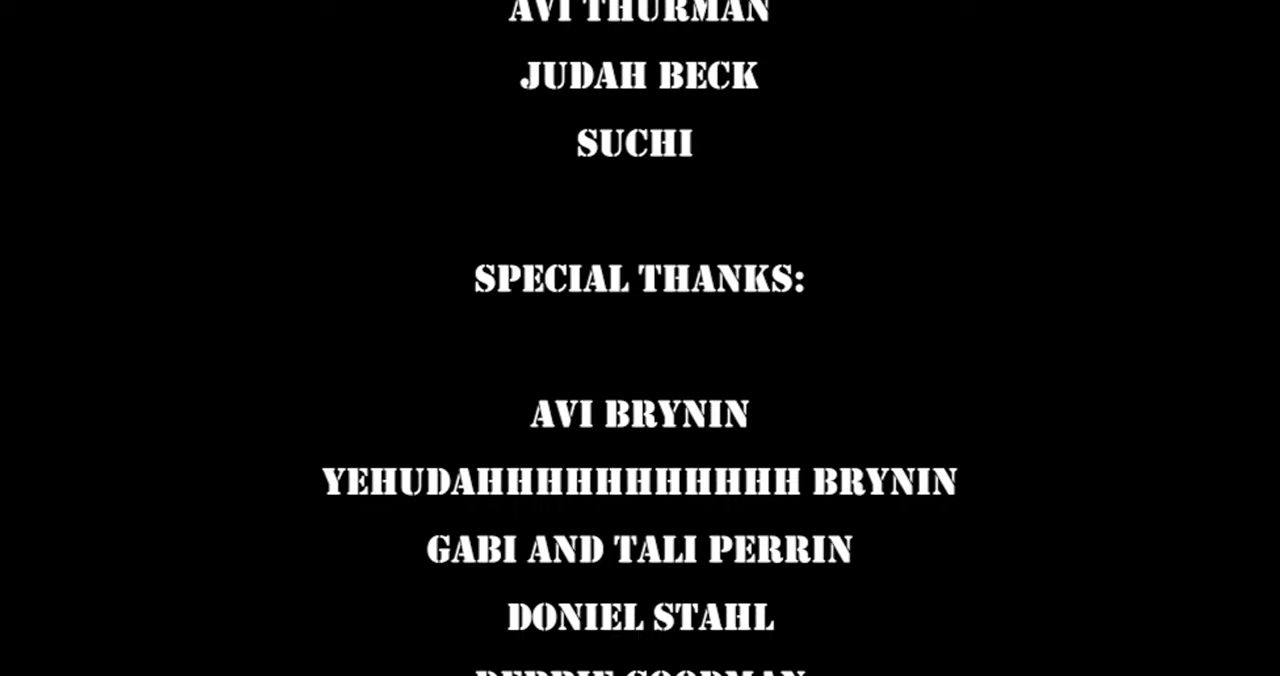 AVI THURMAN
JUDAH BECK
SUCHI
SPECIAL THANKS:
AVI BRYNIN
YEHUDAHHHHHHHHHHH BRYNIN
GABI AND TALI PERRIN
DONIEL STAHL